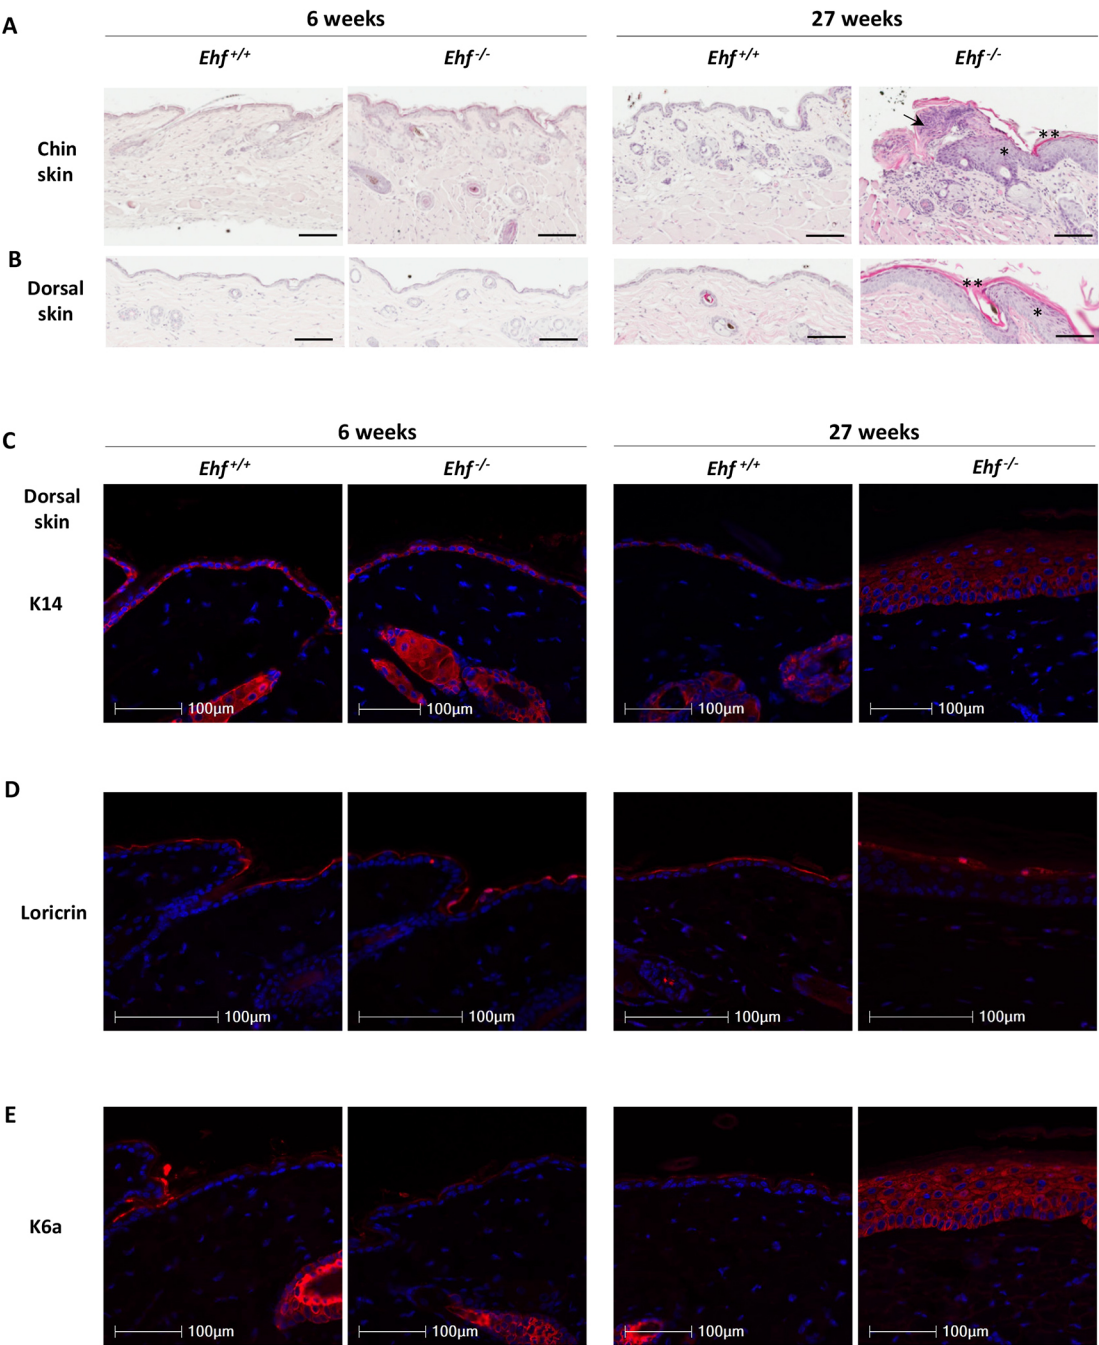 A
6 weeks
27 weeks
Ehf +/+
Ehf -/-
Ehf +/+
Ehf -/-
Chin
skin
*
**
B
Dorsal
skin
**
*
C
6 weeks
27 weeks
Ehf +/+
Ehf -/-
Ehf +/+
Ehf -/-
Dorsal
skin
K14
100μm
100μm
100μm
100μm
D
Loricrin
100μm
100μm
100μm
100μm
E
K6a
100μm
100μm
100μm
100μm